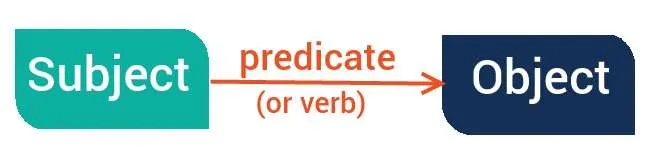 Subject
predicate
(or verb)
Object